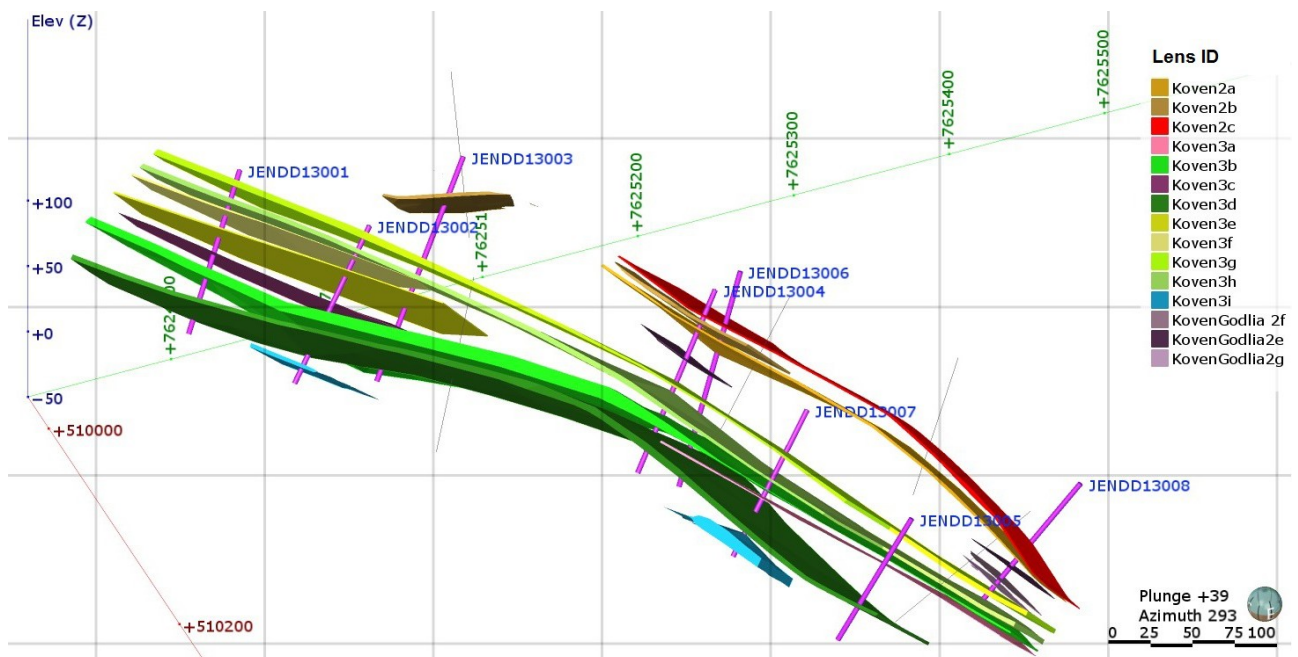 Elev (Z)
+7625500
Lens ID
Koven2a
Koven2b
Koven2c
Koven3a
Koven3b
Koven3c
Koven3d
Koven3e
Koven3f
Koven3g
Koven3h
Koven3i
KovenGodlia 2f
KovenGodlia2e
KovenGodlia2g
+7625400
+7625300
+7625200
+76251
JENDD13003
JENDD13001
JENDD13002
JENDD13006
JENDD13004
JENDD13007
JENDD13008
JENDD13005
+100
+50
+0
−50
+510000
+510200
Plunge +39
Azimuth 293
0 25 50 75 100